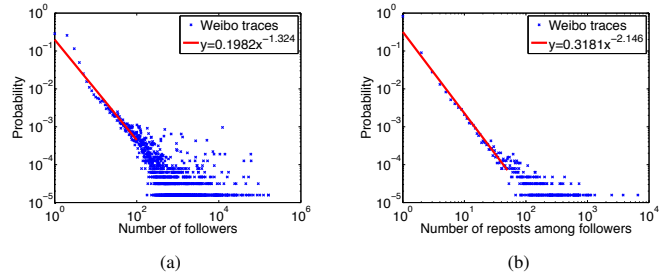 Weibo traces
y=0.1982x^−1.324
Probability
10^0
10^−1
10^−2
10^−3
10^−4
10^−5
10^0 10^2 10^4 10^6
Number of followers
(a)
Weibo traces
y=0.3181x^−2.146
Probability
10^0
10^−1
10^−2
10^−3
10^−4
10^−5
10^0 10^1 10^2 10^3 10^4
Number of reposts among followers
(b)